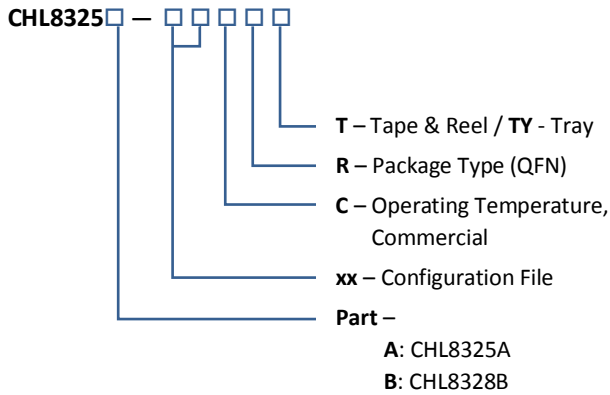 CHL8325□ — □ □ □ □ □
T – Tape & Reel / TY - Tray
R – Package Type (QFN)
C – Operating Temperature,
Commercial
xx – Configuration File
Part –
A: CHL8325A
B: CHL8328B